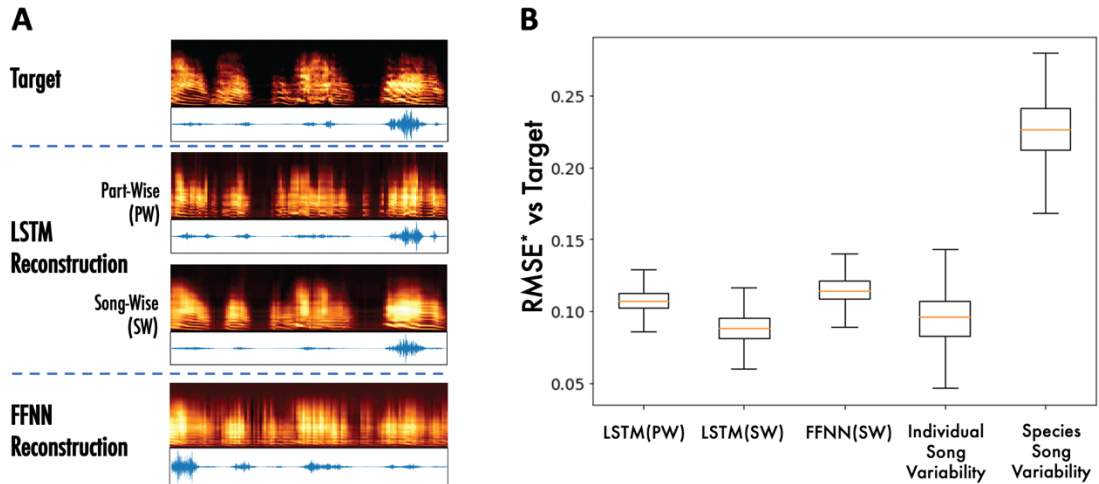 A
Target
Part-Wise
(PW)
LSTM
Reconstruction
Song-Wise
(SW)
FFNN
Reconstruction
B
RMSE* vs Target
0.25
0.20
0.15
0.10
0.05
LSTM(PW)
LSTM(SW)
FFNN(SW)
Individual
Song
Variability
Species
Song
Variability